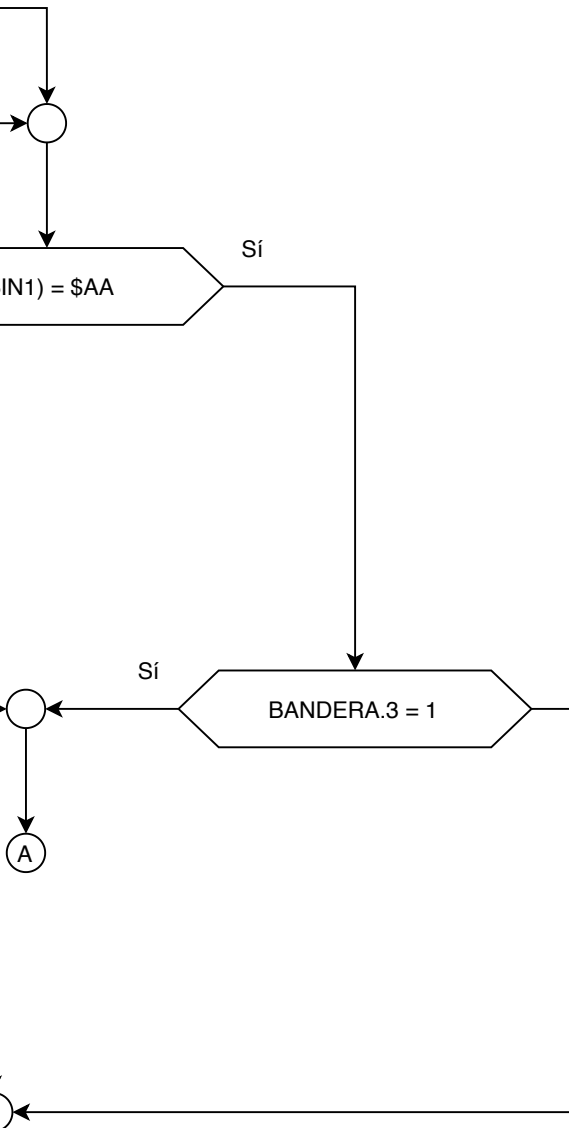 Sí
IN1) = $AA
Sí
BANDERA.3 = 1
A